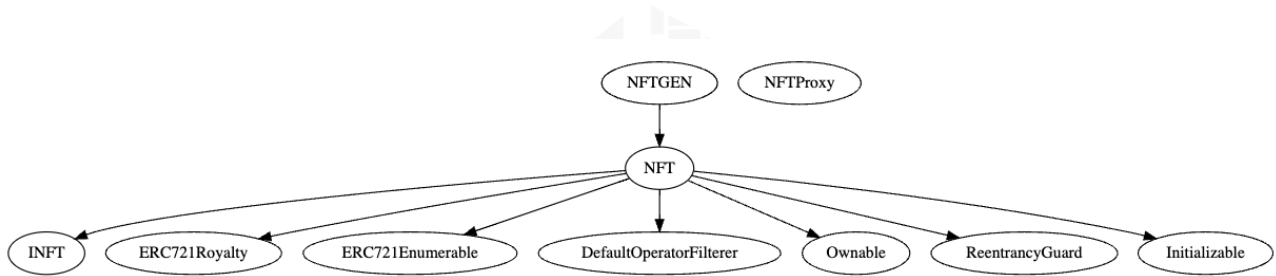 NFTGEN NFTProxy
NFT
INFT ERC721Royalty ERC721Enumerable DefaultOperatorFilterer Ownable ReentrancyGuard Initializable